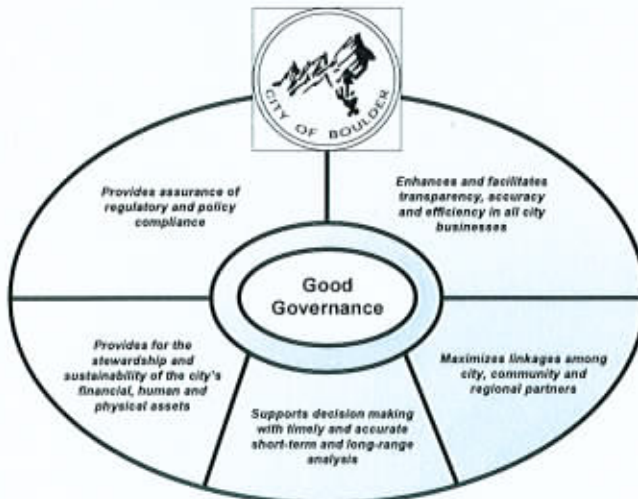 CITY OF BOULDER
Provides assurance of
regulatory and policy
compliance
Enhances and facilitates
transparency, accuracy
and efficiency in all city
businesses
Good
Governance
Provides for the
stewardship and
sustainability of the city's
financial, human and
physical assets
Supports decision making
with timely and accurate
short-term and long-range
analysis
Maximizes linkages among
city, community and
regional partners